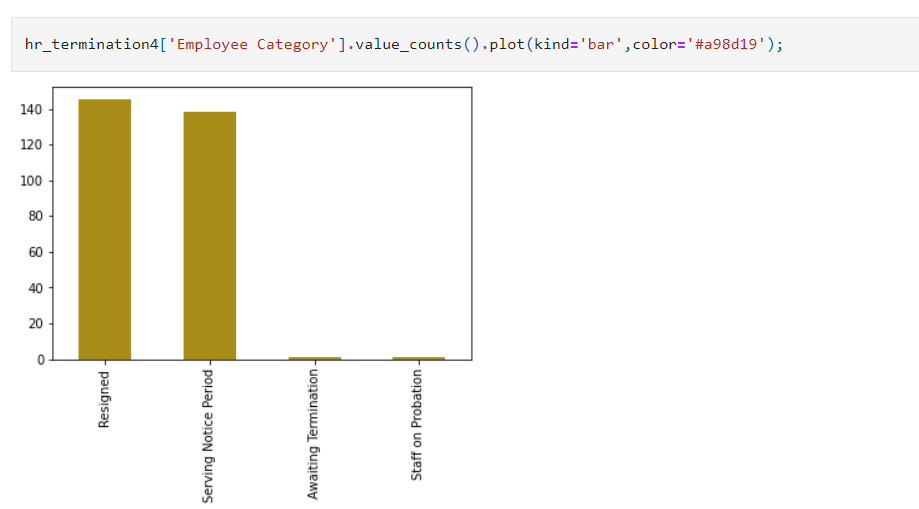 hr_termination4['Employee Category'].value_counts().plot(kind='bar',color='#a98d19');
140
120
100
80
60
40
20
0
Resigned
Serving Notice Period
Awaiting Termination
Staff on Probation